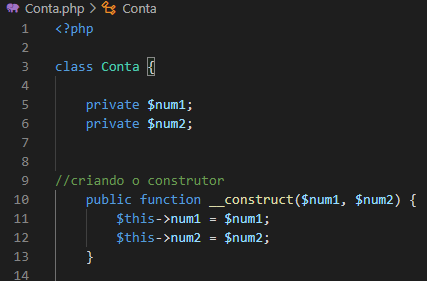 Conta.php > Conta
1 <?php
2
3 class Conta {
4
5 private $num1;
6 private $num2;
7
8
9 //criando o construtor
10 public function __construct($num1, $num2) {
11 $this->num1 = $num1;
12 $this->num2 = $num2;
13 }
14